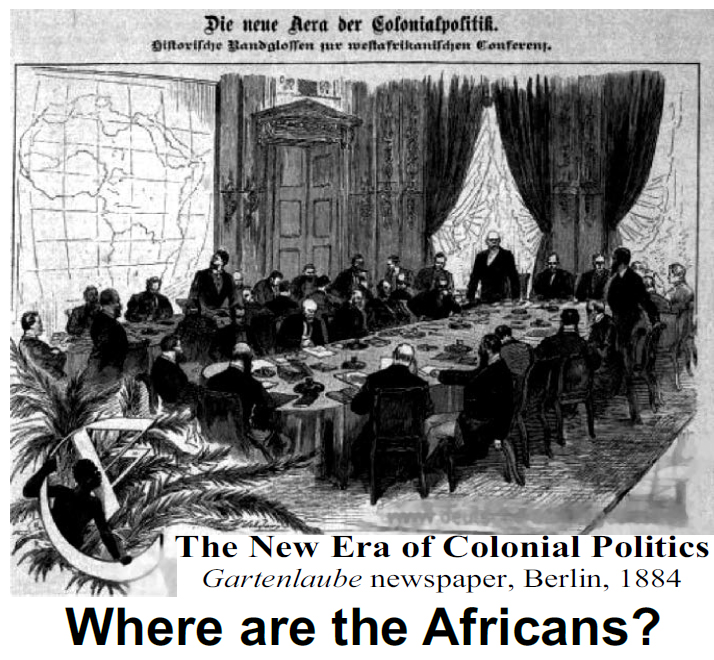 Die neue Aera der Colonialpolitik.
Historische Randglossen zur westafrikanischen Conferenz.
The New Era of Colonial Politics
Gartenlaube newspaper, Berlin, 1884
Where are the Africans?